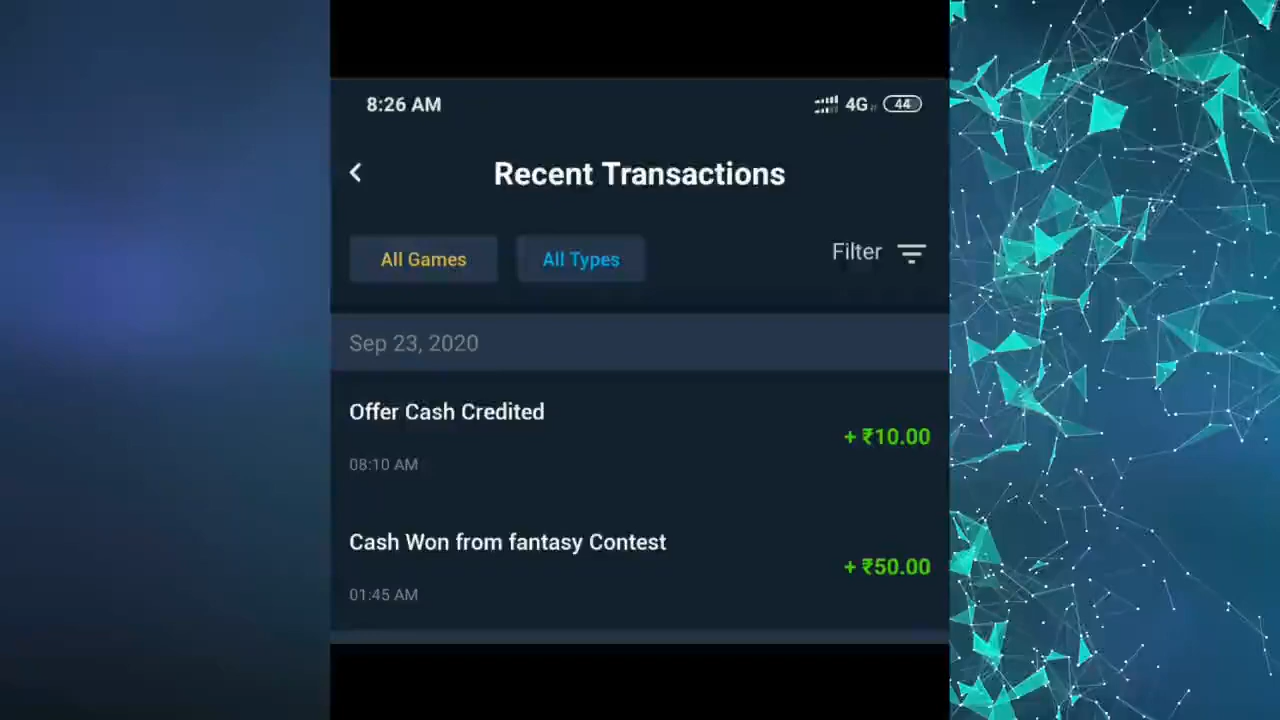 8:26 AM 4G 44
Recent Transactions
All Games All Types Filter
Sep 23, 2020
Offer Cash Credited
+ ₹10.00
08:10 AM
Cash Won from fantasy Contest
+ ₹50.00
01:45 AM